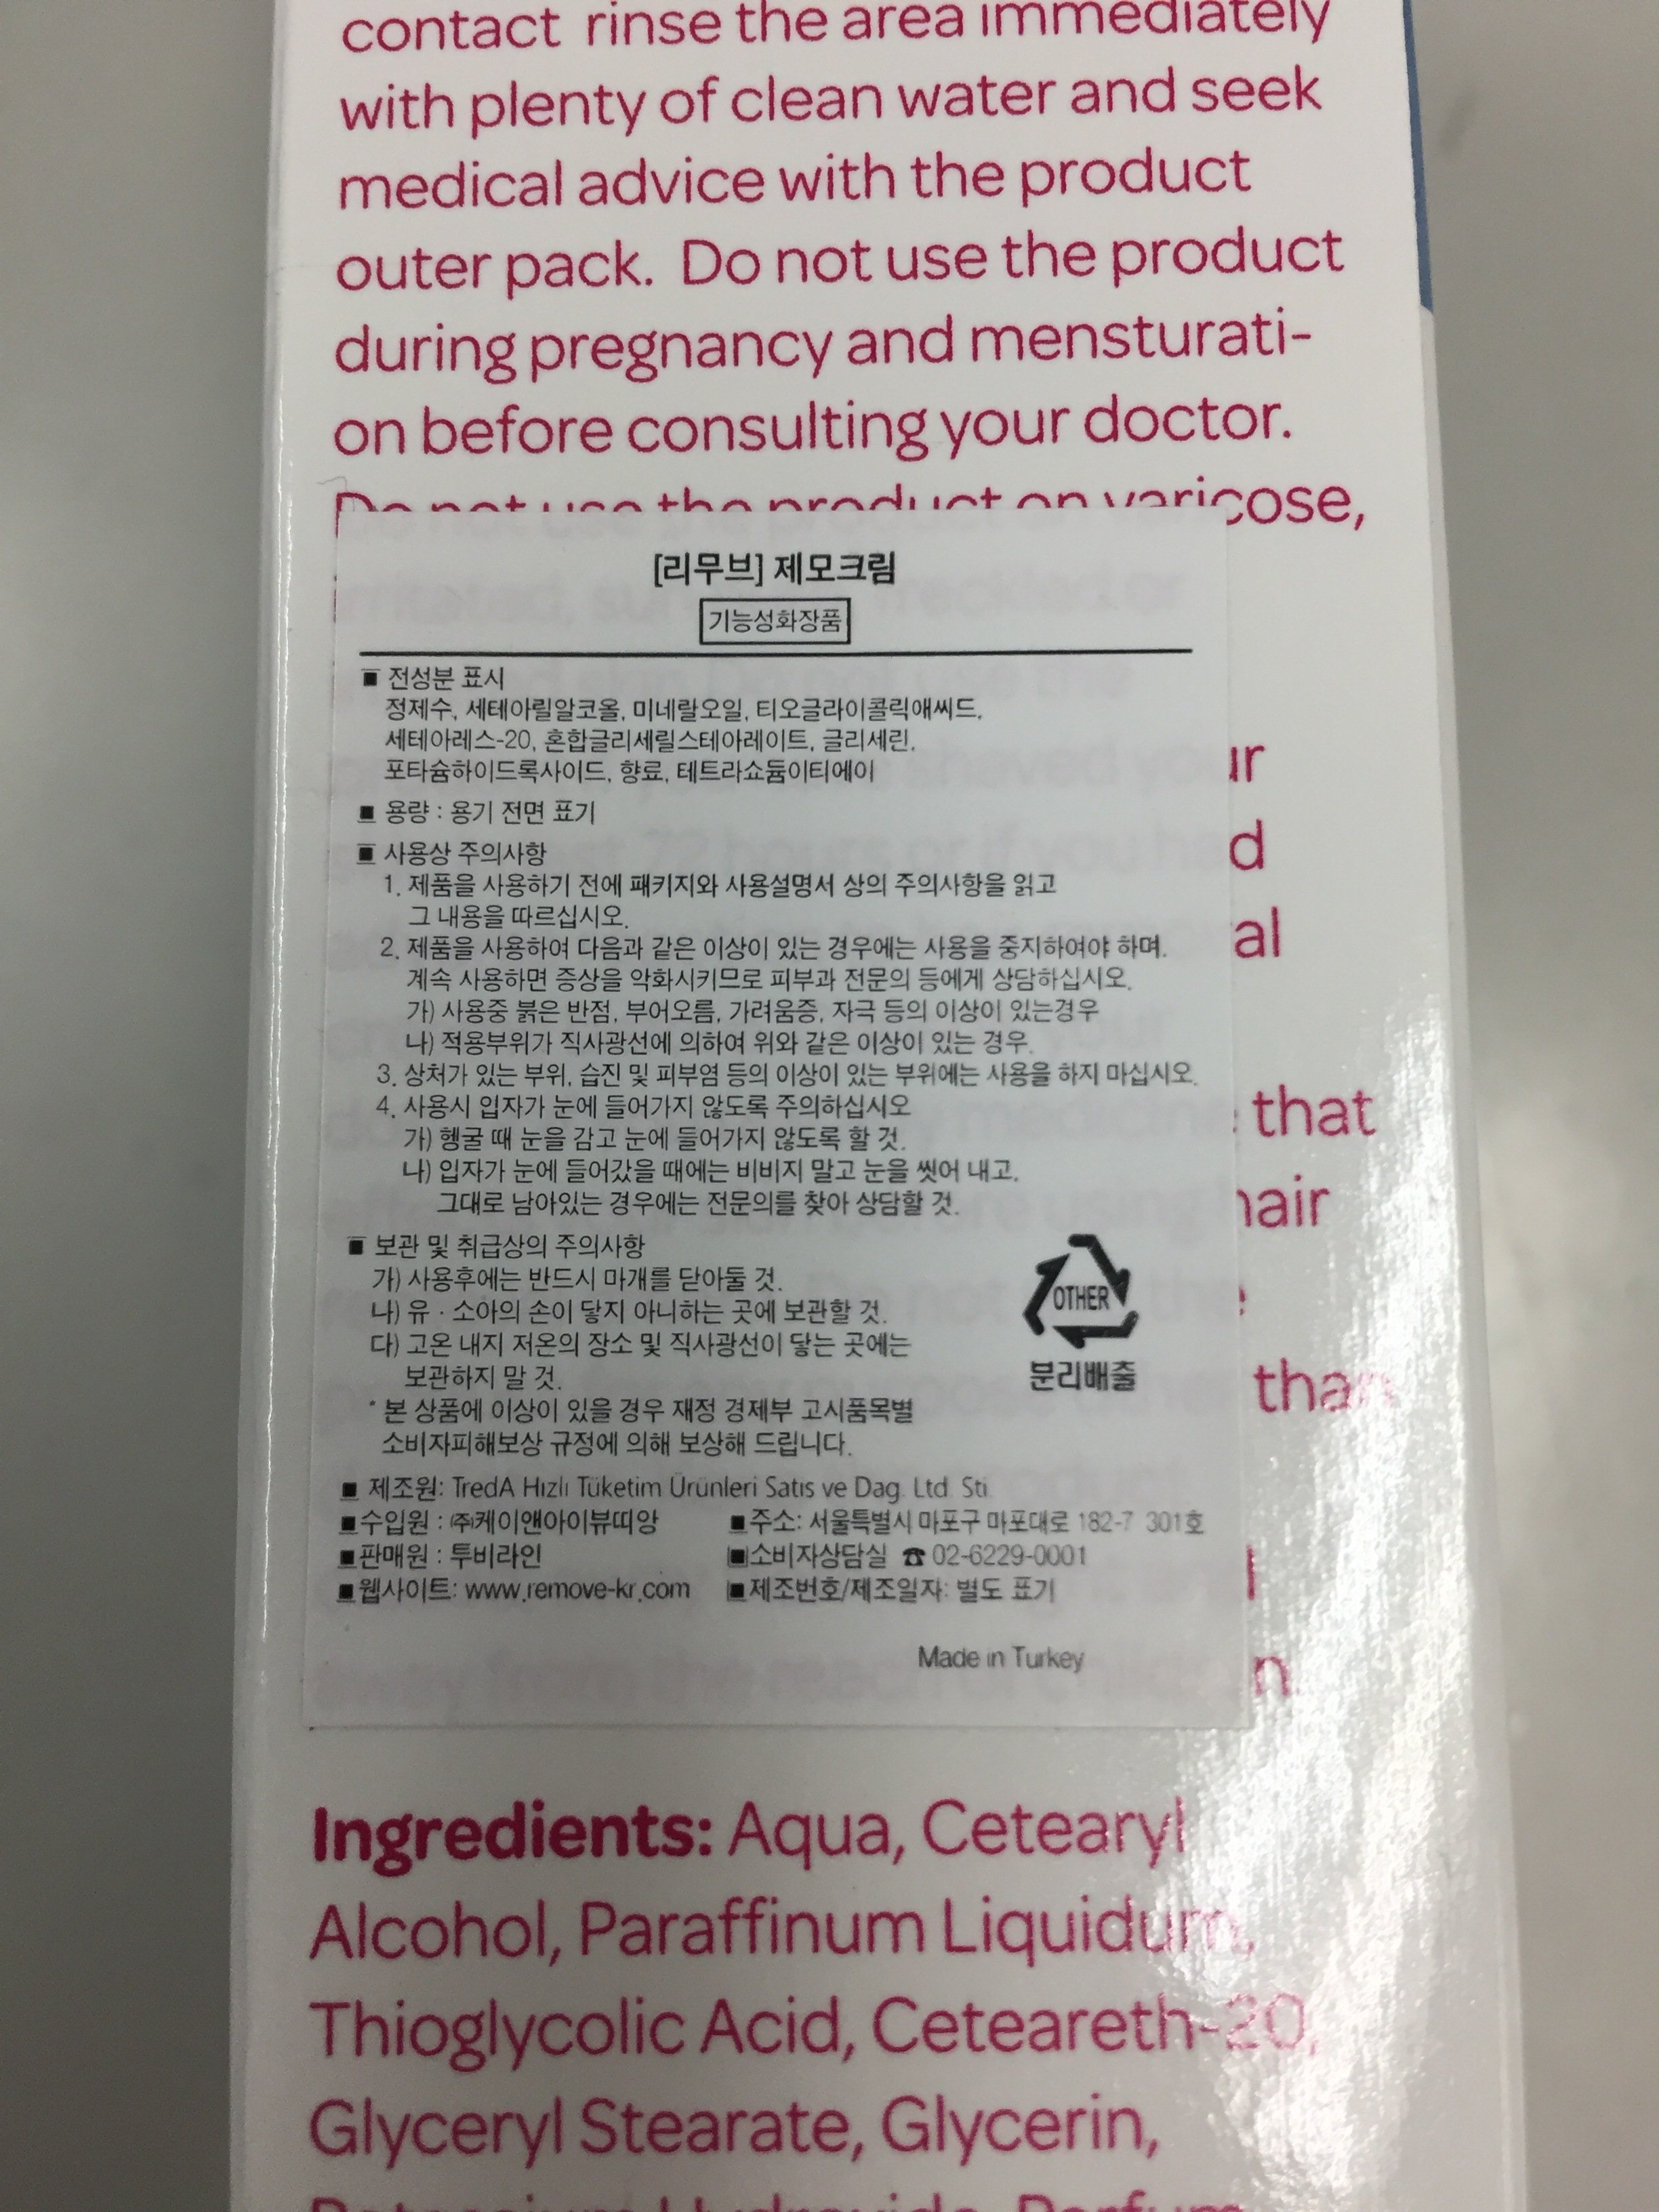 contact rinse the area immediately
with plenty of clean water and seek
medical advice with the product
outer pack. Do not use the product
during pregnancy and mensturati-
on before consulting your doctor.
Do not use the product on varicose,
[리무브] 제모크림
기능성화장품
■ 전성분 표시
정제수, 세테아릴알코올, 미네랄오일, 티오글라이콜릭애씨드,
세테아레스-20, 혼합글리세릴스테아레이트, 글리세린,
포타슘하이드록사이드, 향료, 테트라쇼듐이티에이
■ 용량 : 용기 전면 표기
■ 사용상 주의사항
1. 제품을 사용하기 전에 패키지와 사용설명서 상의 주의사항을 읽고
그 내용을 따르십시오.
2. 제품을 사용하여 다음과 같은 이상이 있는 경우에는 사용을 중지하여야 하며,
계속 사용하면 증상을 악화시키므로 피부과 전문의 등에게 상담하십시오.
가) 사용중 붉은 반점, 부어오름, 가려움증, 자극 등의 이상이 있는경우
나) 적용부위가 직사광선에 의하여 위와 같은 이상이 있는 경우.
3. 상처가 있는 부위, 습진 및 피부염 등의 이상이 있는 부위에는 사용을 하지 마십시오.
4. 사용시 입자가 눈에 들어가지 않도록 주의하십시오
가) 헹굴 때 눈을 감고 눈에 들어가지 않도록 할 것.
나) 입자가 눈에 들어갔을 때에는 비비지 말고 눈을 씻어 내고,
그대로 남아있는 경우에는 전문의를 찾아 상담할 것.
■ 보관 및 취급상의 주의사항
가) 사용후에는 반드시 마개를 닫아둘 것.
나) 유 · 소아의 손이 닿지 아니하는 곳에 보관할 것.
다) 고온 내지 저온의 장소 및 직사광선이 닿는 곳에는
보관하지 말 것.
* 본 상품에 이상이 있을 경우 재정 경제부 고시품목별
소비자피해보상 규정에 의해 보상해 드립니다.
OTHER
분리배출
■ 제조원: TredA Hızlı Tüketim Ürünleri Satıs ve Dag. Ltd. Sti.
■수입원 : ㈜케이앤아이뷰띠앙 ■주소: 서울특별시 마포구 마포대로 182-7 301호
■판매원 : 투비라인 ■소비자상담실 ☎ 02-6229-0001
■웹사이트: www.remove-kr.com ■제조번호/제조일자: 별도 표기
Made in Turkey
ur
d
al
that
hair
than
Ingredients: Aqua, Cetearyl
Alcohol, Paraffinum Liquidum,
Thioglycolic Acid, Ceteareth-20,
Glyceryl Stearate, Glycerin,